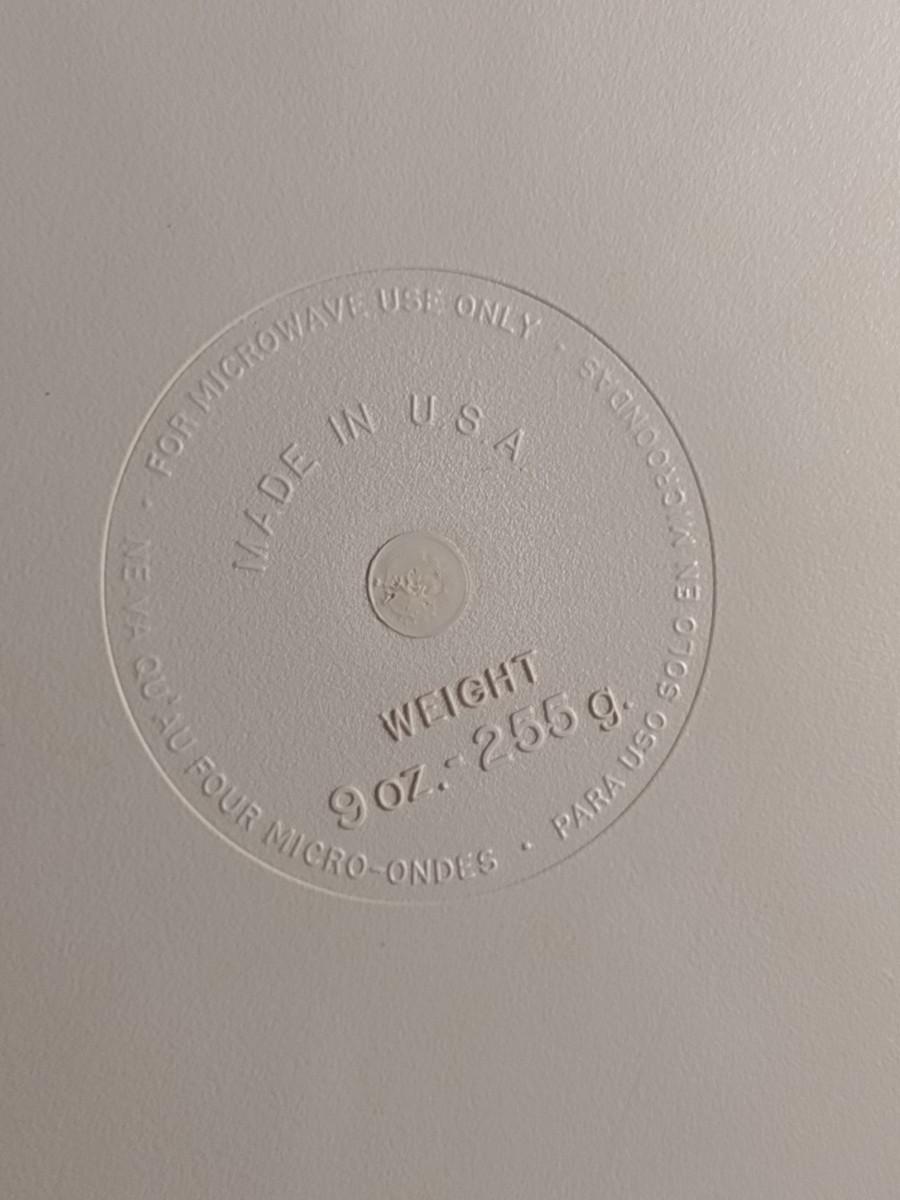 FOR MICROWAVE USE ONLY ·
PARA USO SOLO EN MICROONDAS
NE VA QU'AU FOUR MICRO-ONDES ·
MADE IN U.S.A
WEIGHT
9 oz.-255 g.